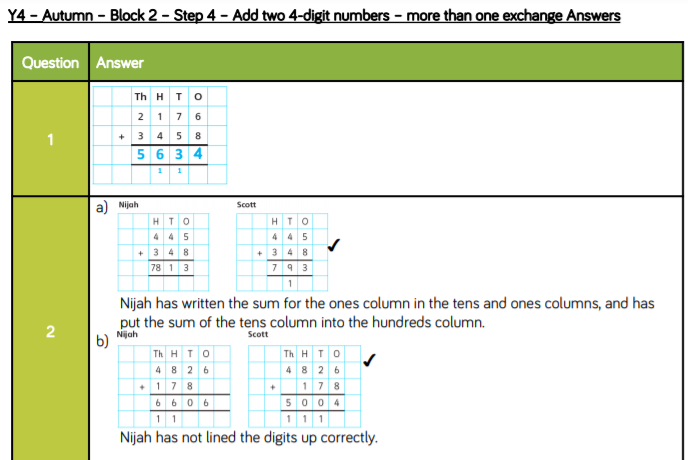 Y4 – Autumn – Block 2 – Step 4 – Add two 4-digit numbers – more than one exchange Answers
Question Answer
1
Th H T O
2 1 7 6
+ 3 4 5 8
5 6 3 4
1 1
2
a) Nijah
H T O
4 4 5
+ 3 4 8
78 1 3
Scott
H T O
4 4 5
+ 3 4 8
7 9 3
1
✓
Nijah has written the sum for the ones column in the tens and ones columns, and has
put the sum of the tens column into the hundreds column.
b) Nijah
Th H T O
4 8 2 6
+ 1 7 8
6 6 0 6
1 1
Scott
Th H T O
4 8 2 6
+ 1 7 8
5 0 0 4
1 1 1
✓
Nijah has not lined the digits up correctly.